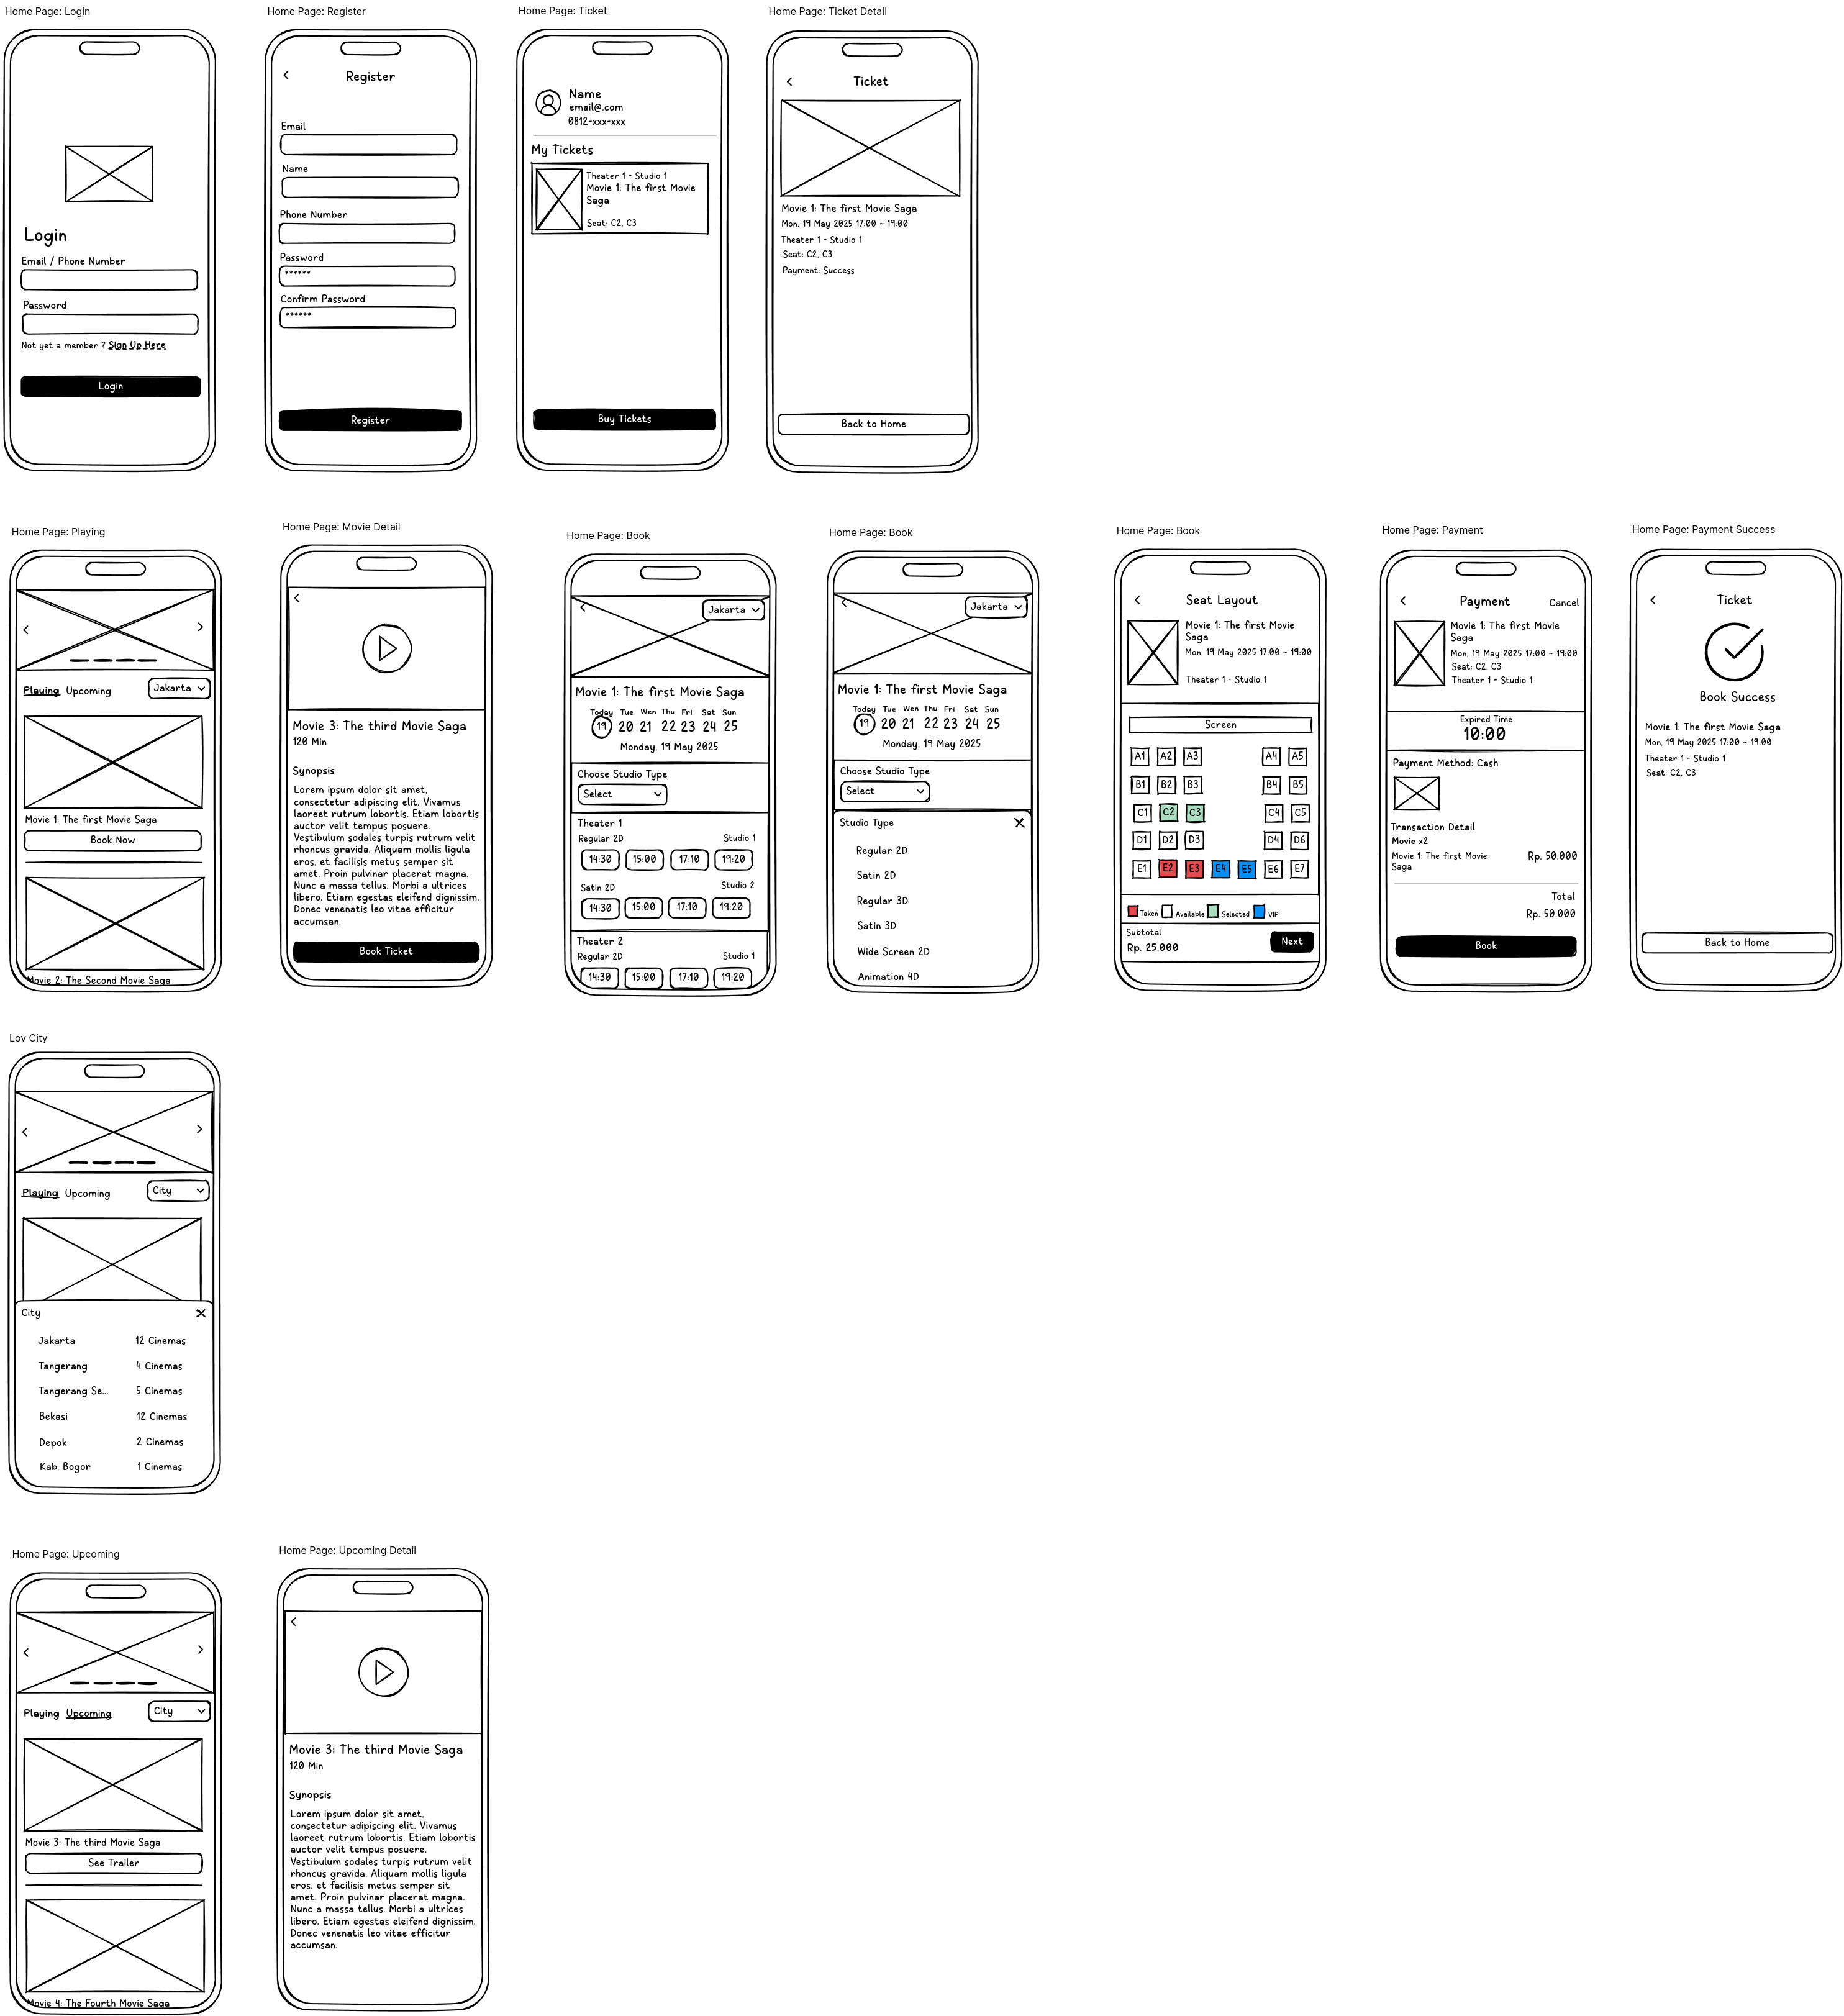 Home Page: Login
Login
Email / Phone Number
Password
Not yet a member ? Sign Up Here
Login
Home Page: Register
Register
Email
Name
Phone Number
Password
••••••
Confirm Password
••••••
Register
Home Page: Ticket
Name
email@.com
0812-xxx-xxx
My Tickets
Theater 1 - Studio 1
Movie 1: The first Movie
Saga
Seat: C2, C3
Buy Tickets
Home Page: Ticket Detail
Ticket
Movie 1: The first Movie Saga
Mon, 19 May 2025 17:00 - 19:00
Theater 1 - Studio 1
Seat: C2, C3
Payment: Success
Back to Home
Home Page: Playing
Playing Upcoming
Jakarta
Movie 1: The first Movie Saga
Book Now
Movie 2: The Second Movie Saga
Home Page: Movie Detail
Movie 3: The third Movie Saga
120 Min
Synopsis
Lorem ipsum dolor sit amet,
consectetur adipiscing elit. Vivamus
laoreet rutrum lobortis. Etiam lobortis
auctor velit tempus posuere.
Vestibulum sodales turpis rutrum velit
rhoncus gravida. Aliquam mollis ligula
eros, et facilisis metus semper sit
amet. Proin pulvinar placerat magna.
Nunc a massa tellus. Morbi a ultrices
libero. Etiam egestas eleifend dignissim.
Donec venenatis leo vitae efficitur
accumsan.
Book Ticket
Home Page: Book
Jakarta
Movie 1: The first Movie Saga
Today Tue Wen Thu Fri Sat Sun
19 20 21 22 23 24 25
Monday, 19 May 2025
Choose Studio Type
Select
Theater 1
Regular 2D Studio 1
14:30 15:00 17:10 19:20
Satin 2D Studio 2
14:30 15:00 17:10 19:20
Theater 2
Regular 2D Studio 1
14:30 15:00 17:10 19:20
Home Page: Book
Jakarta
Movie 1: The first Movie Saga
Today Tue Wen Thu Fri Sat Sun
19 20 21 22 23 24 25
Monday, 19 May 2025
Choose Studio Type
Select
Studio Type
Regular 2D
Satin 2D
Regular 3D
Satin 3D
Wide Screen 2D
Animation 4D
Home Page: Book
Seat Layout
Movie 1: The first Movie
Saga
Mon, 19 May 2025 17:00 - 19:00
Theater 1 - Studio 1
Screen
A1 A2 A3 A4 A5
B1 B2 B3 B4 B5
C1 C2 C3 C4 C5
D1 D2 D3 D4 D6
E1 E2 E3 E4 E5 E6 E7
Taken Available Selected VIP
Subtotal
Rp. 25.000
Next
Home Page: Payment
Payment
Cancel
Movie 1: The first Movie
Saga
Mon, 19 May 2025 17:00 - 19:00
Seat: C2, C3
Theater 1 - Studio 1
Expired Time
10:00
Payment Method: Cash
Transaction Detail
Movie x2
Movie 1: The first Movie
Saga
Rp. 50.000
Total
Rp. 50.000
Book
Home Page: Payment Success
Ticket
Book Success
Movie 1: The first Movie Saga
Mon, 19 May 2025 17:00 - 19:00
Theater 1 - Studio 1
Seat: C2, C3
Back to Home
Lov City
Playing Upcoming
City
City
Jakarta 12 Cinemas
Tangerang 4 Cinemas
Tangerang Se... 5 Cinemas
Bekasi 12 Cinemas
Depok 2 Cinemas
Kab. Bogor 1 Cinemas
Home Page: Upcoming
Playing Upcoming
City
Movie 3: The third Movie Saga
See Trailer
Movie 4: The Fourth Movie Saga
Home Page: Upcoming Detail
Movie 3: The third Movie Saga
120 Min
Synopsis
Lorem ipsum dolor sit amet,
consectetur adipiscing elit. Vivamus
laoreet rutrum lobortis. Etiam lobortis
auctor velit tempus posuere.
Vestibulum sodales turpis rutrum velit
rhoncus gravida. Aliquam mollis ligula
eros, et facilisis metus semper sit
amet. Proin pulvinar placerat magna.
Nunc a massa tellus. Morbi a ultrices
libero. Etiam egestas eleifend dignissim.
Donec venenatis leo vitae efficitur
accumsan.